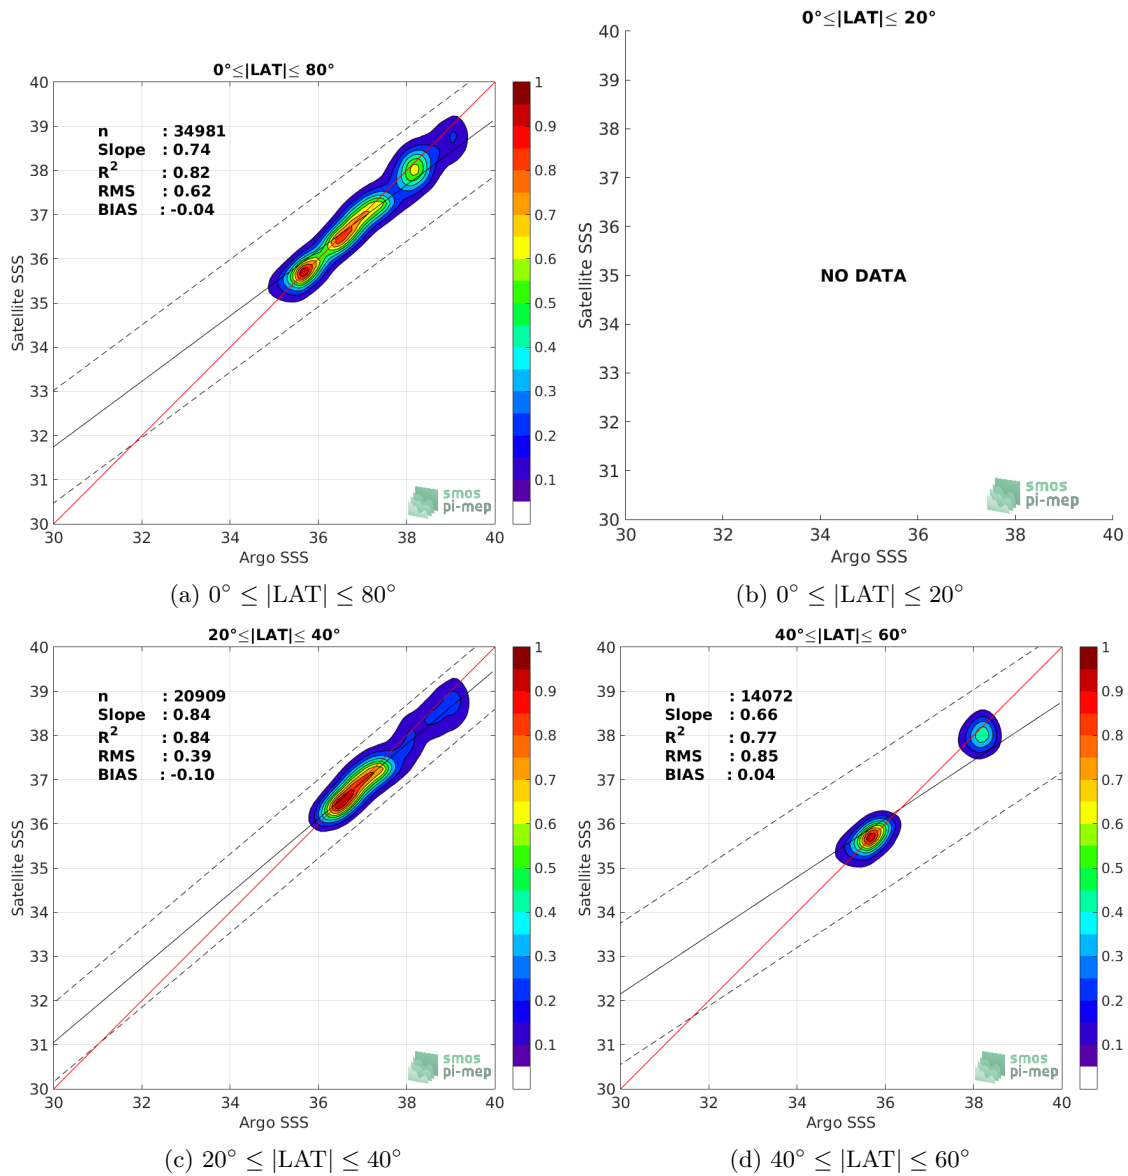 0°≤|LAT|≤ 80°
40
39
38
37
36
35
34
33
32
31
30
Satellite SSS
n : 34981
Slope : 0.74
R² : 0.82
RMS : 0.62
BIAS : -0.04
smos
pi-mep
30 32 34 36 38 40
Argo SSS
1
0.9
0.8
0.7
0.6
0.5
0.4
0.3
0.2
0.1
(a) 0° ≤ |LAT| ≤ 80°
0°≤|LAT|≤ 20°
40
39
38
37
36
35
34
33
32
31
30
Satellite SSS
NO DATA
smos
pi-mep
30 32 34 36 38 40
Argo SSS
(b) 0° ≤ |LAT| ≤ 20°
20°≤|LAT|≤ 40°
40
39
38
37
36
35
34
33
32
31
30
Satellite SSS
n : 20909
Slope : 0.84
R² : 0.84
RMS : 0.39
BIAS : -0.10
smos
pi-mep
30 32 34 36 38 40
Argo SSS
1
0.9
0.8
0.7
0.6
0.5
0.4
0.3
0.2
0.1
(c) 20° ≤ |LAT| ≤ 40°
40°≤|LAT|≤ 60°
40
39
38
37
36
35
34
33
32
31
30
Satellite SSS
n : 14072
Slope : 0.66
R² : 0.77
RMS : 0.85
BIAS : 0.04
smos
pi-mep
30 32 34 36 38 40
Argo SSS
1
0.9
0.8
0.7
0.6
0.5
0.4
0.3
0.2
0.1
(d) 40° ≤ |LAT| ≤ 60°